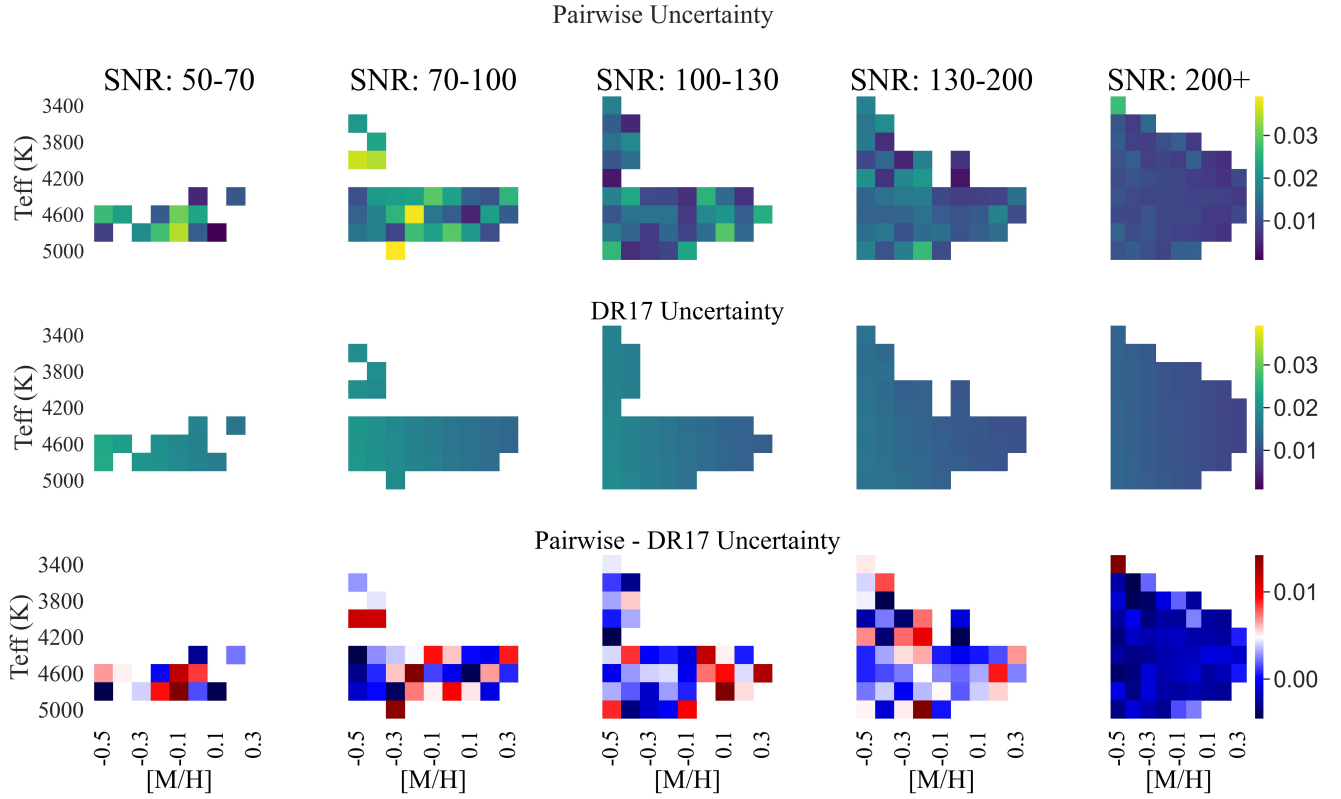 Pairwise Uncertainty
SNR: 50-70 SNR: 70-100 SNR: 100-130 SNR: 130-200 SNR: 200+
Teff (K)
3400
3800
4200
4600
5000
0.03
0.02
0.01
DR17 Uncertainty
Teff (K)
3400
3800
4200
4600
5000
0.03
0.02
0.01
Pairwise - DR17 Uncertainty
Teff (K)
3400
3800
4200
4600
5000
0.01
0.00
-0.5 -0.3 -0.1 0.1 0.3 -0.5 -0.3 -0.1 0.1 0.3 -0.5 -0.3 -0.1 0.1 0.3 -0.5 -0.3 -0.1 0.1 0.3 -0.5 -0.3 -0.1 0.1 0.3
[M/H] [M/H] [M/H] [M/H] [M/H]